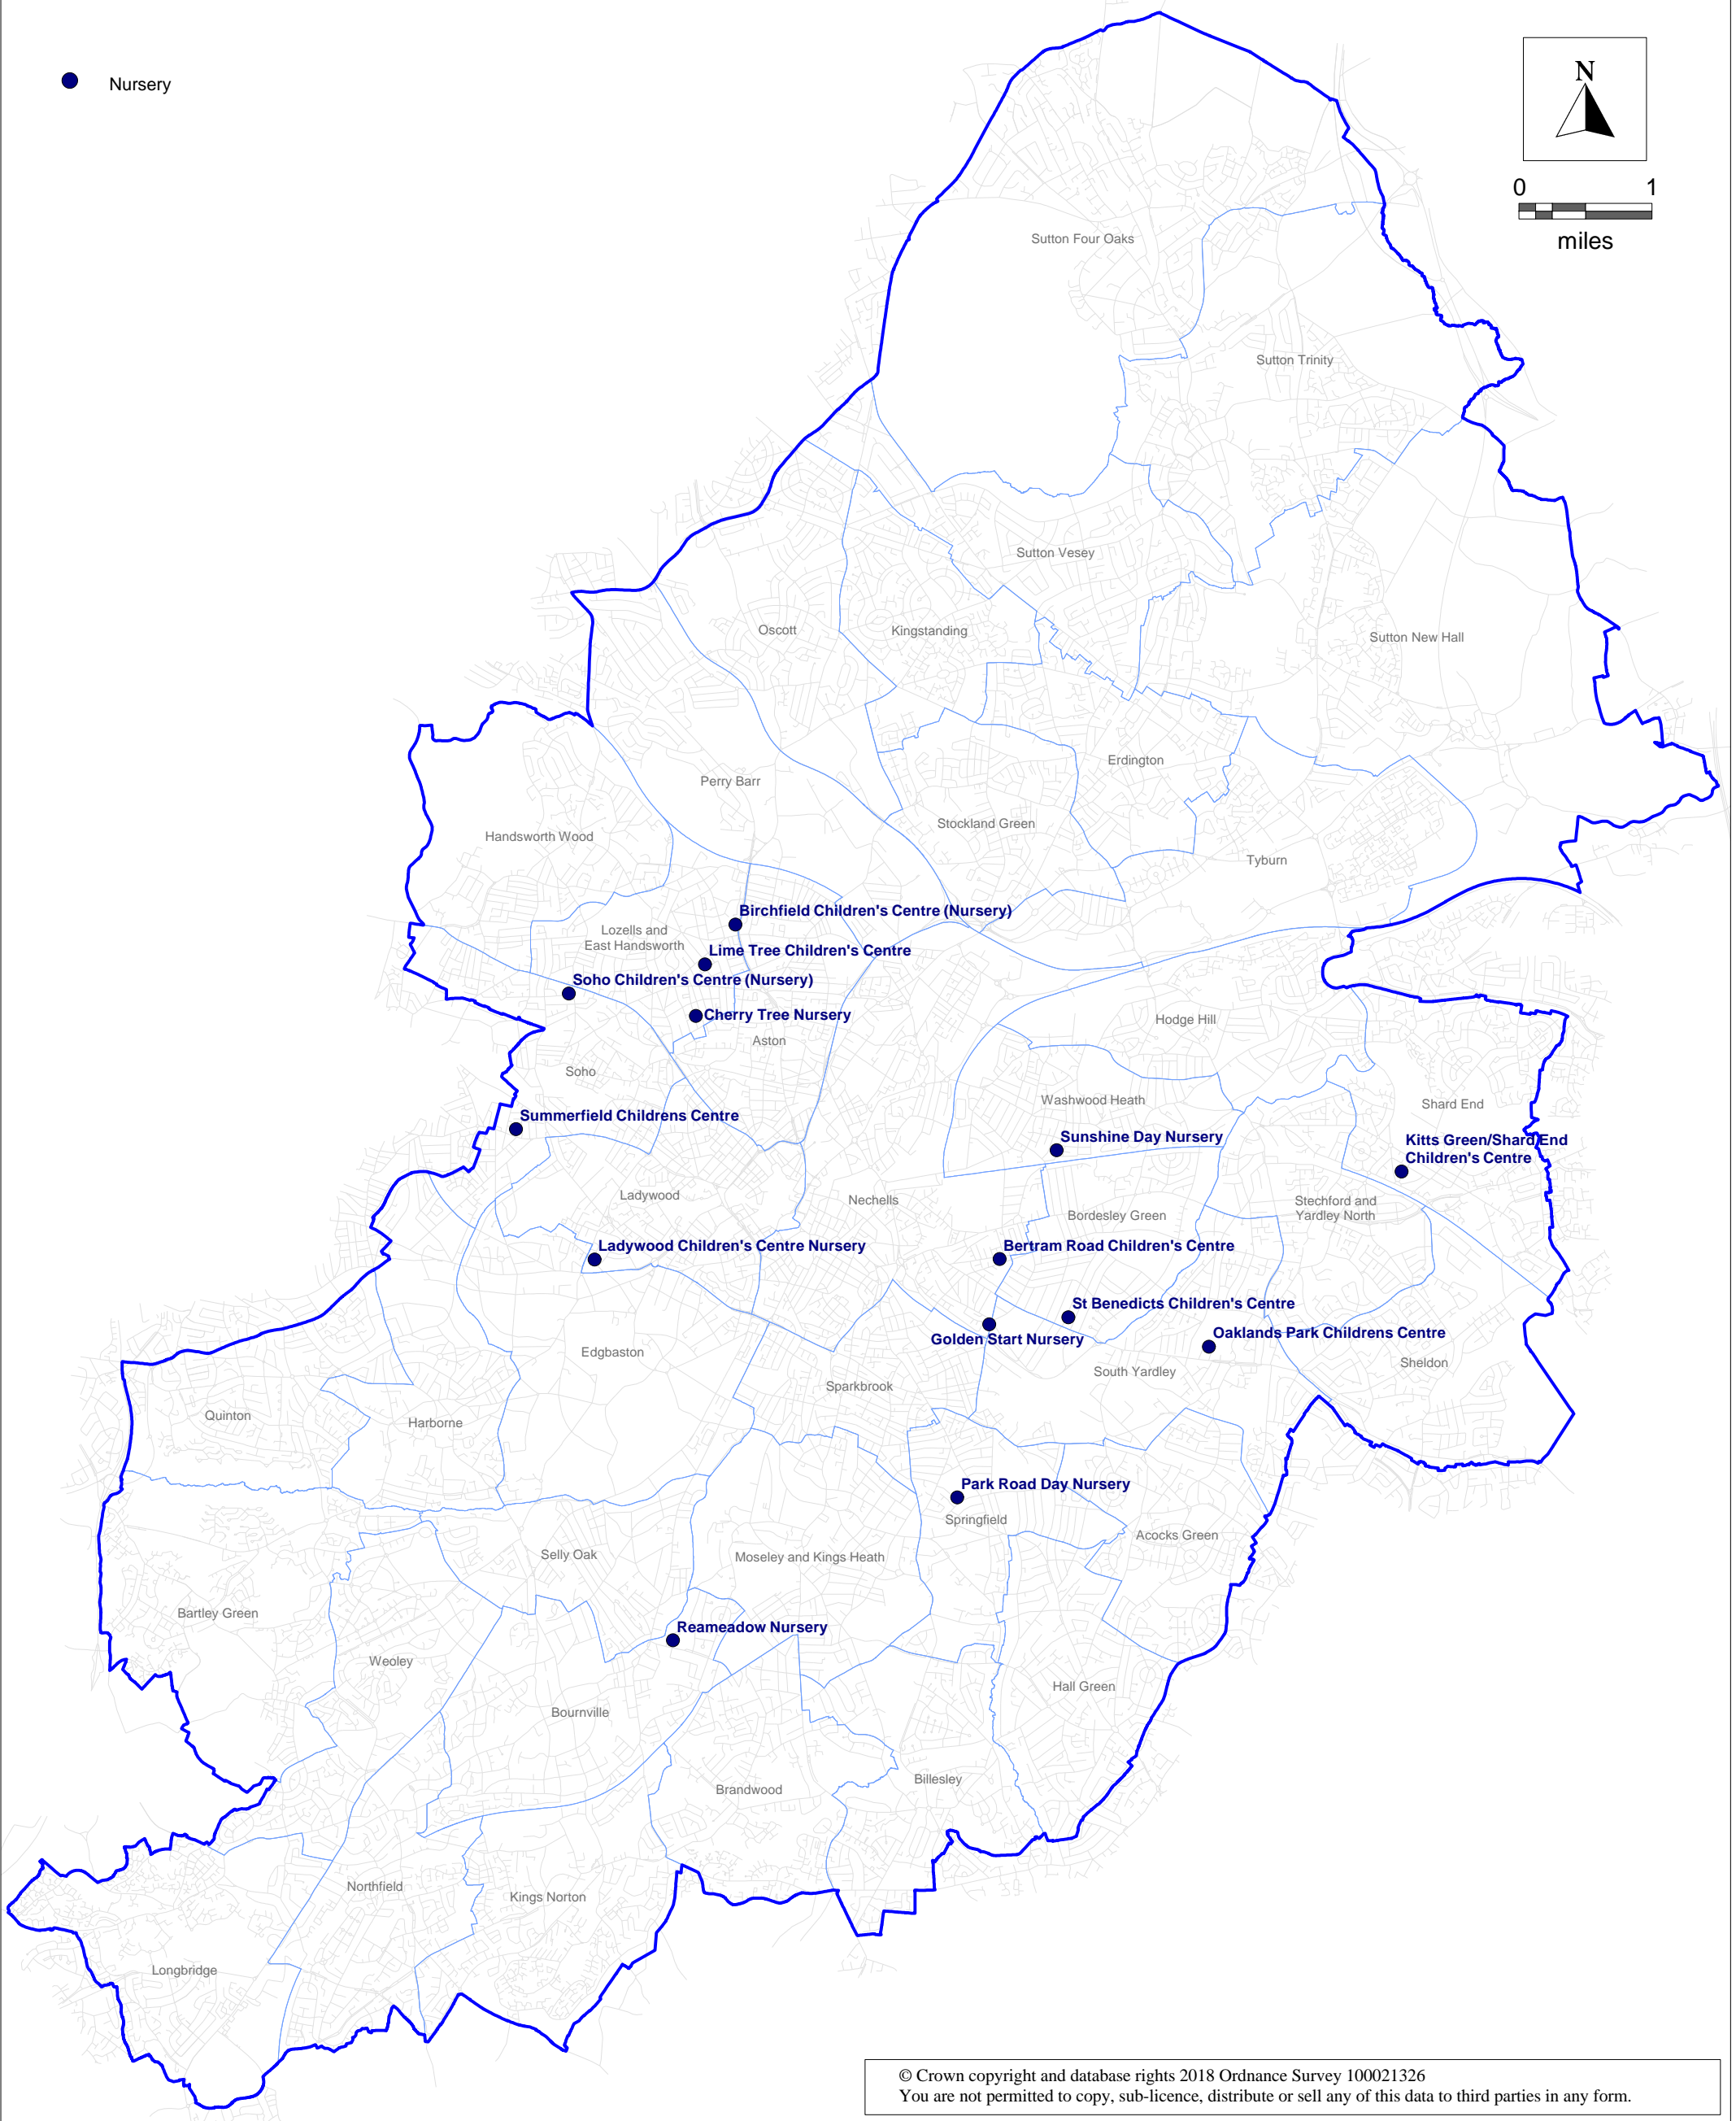 Nursery
N
0 1
miles
Sutton Four Oaks
Sutton Trinity
Sutton Vesey
Oscott
Kingstanding
Sutton New Hall
Erdington
Perry Barr
Stockland Green
Handsworth Wood
Tyburn
Birchfield Children's Centre (Nursery)
Lozells and
East Handsworth
Lime Tree Children's Centre
Soho Children's Centre (Nursery)
Cherry Tree Nursery
Hodge Hill
Aston
Soho
Washwood Heath
Shard End
Summerfield Childrens Centre
Sunshine Day Nursery
Kitts Green/Shard End
Children's Centre
Ladywood
Nechells
Stechford and
Yardley North
Bordesley Green
Ladywood Children's Centre Nursery
Bertram Road Children's Centre
St Benedicts Children's Centre
Golden Start Nursery
Oaklands Park Childrens Centre
Edgbaston
Sheldon
South Yardley
Sparkbrook
Quinton
Harborne
Park Road Day Nursery
Springfield
Acocks Green
Selly Oak
Moseley and Kings Heath
Bartley Green
Reameadow Nursery
Weoley
Hall Green
Bournville
Billesley
Brandwood
Northfield
Kings Norton
Longbridge
© Crown copyright and database rights 2018 Ordnance Survey 100021326
You are not permitted to copy, sub-licence, distribute or sell any of this data to third parties in any form.